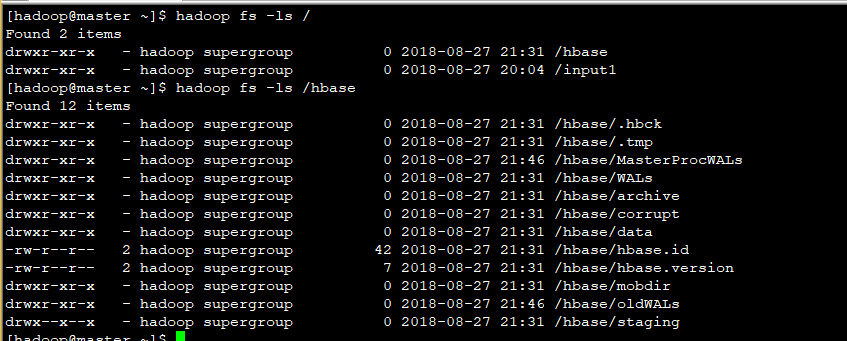 [hadoop@master ~]$ hadoop fs -ls /
Found 2 items
drwxr-xr-x   - hadoop supergroup          0 2018-08-27 21:31 /hbase
drwxr-xr-x   - hadoop supergroup          0 2018-08-27 20:04 /input1
[hadoop@master ~]$ hadoop fs -ls /hbase
Found 12 items
drwxr-xr-x   - hadoop supergroup          0 2018-08-27 21:31 /hbase/.hbck
drwxr-xr-x   - hadoop supergroup          0 2018-08-27 21:31 /hbase/.tmp
drwxr-xr-x   - hadoop supergroup          0 2018-08-27 21:46 /hbase/MasterProcWALs
drwxr-xr-x   - hadoop supergroup          0 2018-08-27 21:31 /hbase/WALs
drwxr-xr-x   - hadoop supergroup          0 2018-08-27 21:31 /hbase/archive
drwxr-xr-x   - hadoop supergroup          0 2018-08-27 21:31 /hbase/corrupt
drwxr-xr-x   - hadoop supergroup          0 2018-08-27 21:31 /hbase/data
-rw-r--r--   2 hadoop supergroup         42 2018-08-27 21:31 /hbase/hbase.id
-rw-r--r--   2 hadoop supergroup          7 2018-08-27 21:31 /hbase/hbase.version
drwxr-xr-x   - hadoop supergroup          0 2018-08-27 21:31 /hbase/mobdir
drwxr-xr-x   - hadoop supergroup          0 2018-08-27 21:46 /hbase/oldWALs
drwx--x--x   - hadoop supergroup          0 2018-08-27 21:31 /hbase/staging
[hadoop@master ~]$